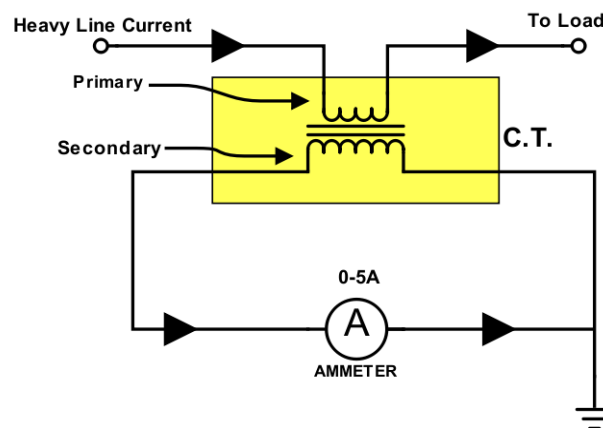 Heavy Line Current
To Load
Primary
Secondary
C.T.
0-5A
A
AMMETER